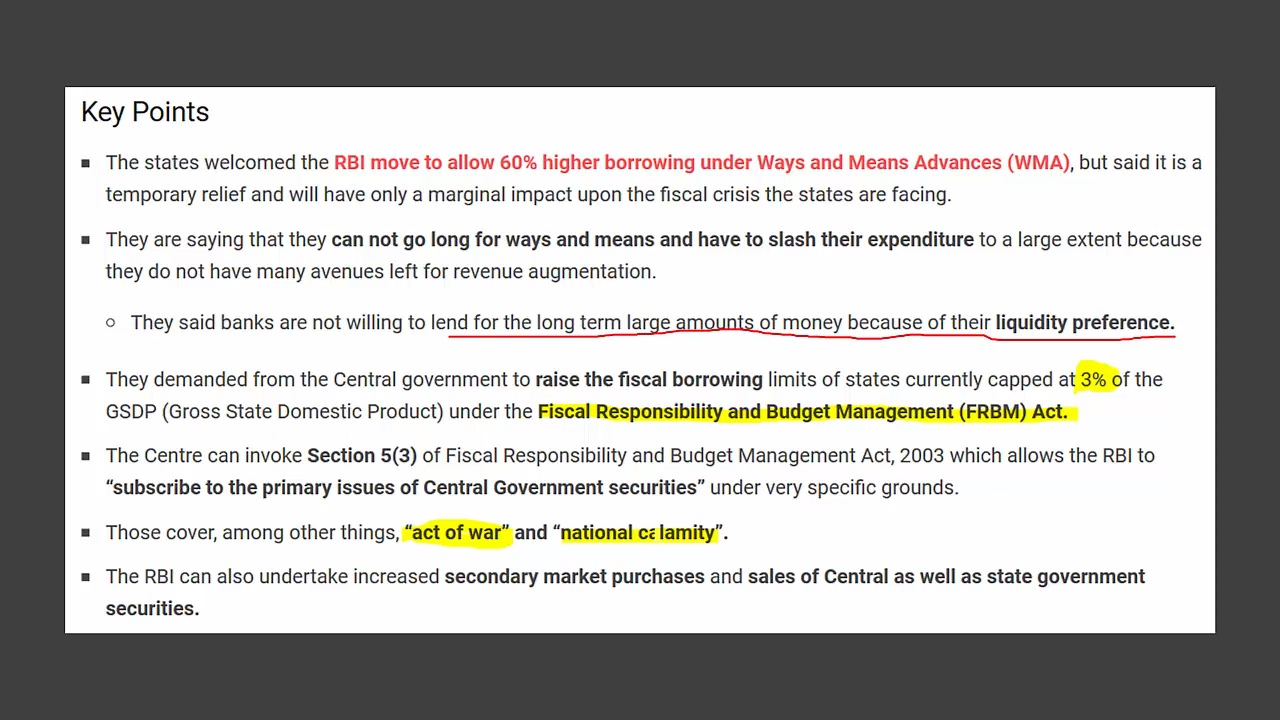 Key Points
▪ The states welcomed the RBI move to allow 60% higher borrowing under Ways and Means Advances (WMA), but said it is a
temporary relief and will have only a marginal impact upon the fiscal crisis the states are facing.
▪ They are saying that they can not go long for ways and means and have to slash their expenditure to a large extent because
they do not have many avenues left for revenue augmentation.
○ They said banks are not willing to lend for the long term large amounts of money because of their liquidity preference.
▪ They demanded from the Central government to raise the fiscal borrowing limits of states currently capped at 3% of the
GSDP (Gross State Domestic Product) under the Fiscal Responsibility and Budget Management (FRBM) Act.
▪ The Centre can invoke Section 5(3) of Fiscal Responsibility and Budget Management Act, 2003 which allows the RBI to
“subscribe to the primary issues of Central Government securities” under very specific grounds.
▪ Those cover, among other things, “act of war” and “national calamity”.
▪ The RBI can also undertake increased secondary market purchases and sales of Central as well as state government
securities.